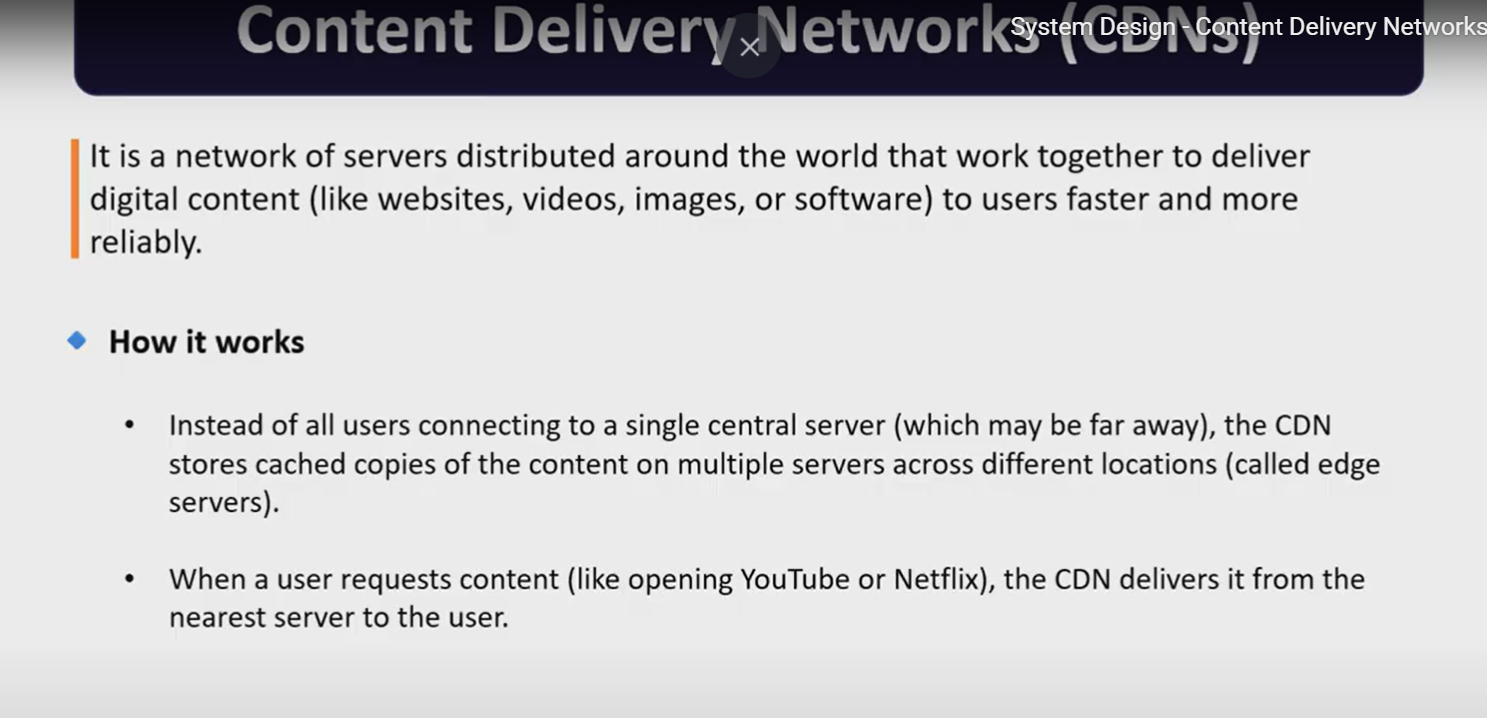 Content Delivery Networks (CDNs)
System Design - Content Delivery Networks
It is a network of servers distributed around the world that work together to deliver
digital content (like websites, videos, images, or software) to users faster and more
reliably.
How it works
• Instead of all users connecting to a single central server (which may be far away), the CDN
stores cached copies of the content on multiple servers across different locations (called edge
servers).
• When a user requests content (like opening YouTube or Netflix), the CDN delivers it from the
nearest server to the user.